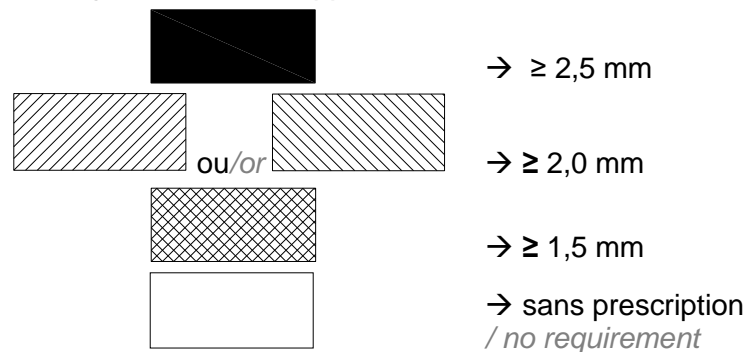 → ≥ 2,5 mm
ou/or → ≥ 2,0 mm
→ ≥ 1,5 mm
→ sans prescription
/ no requirement